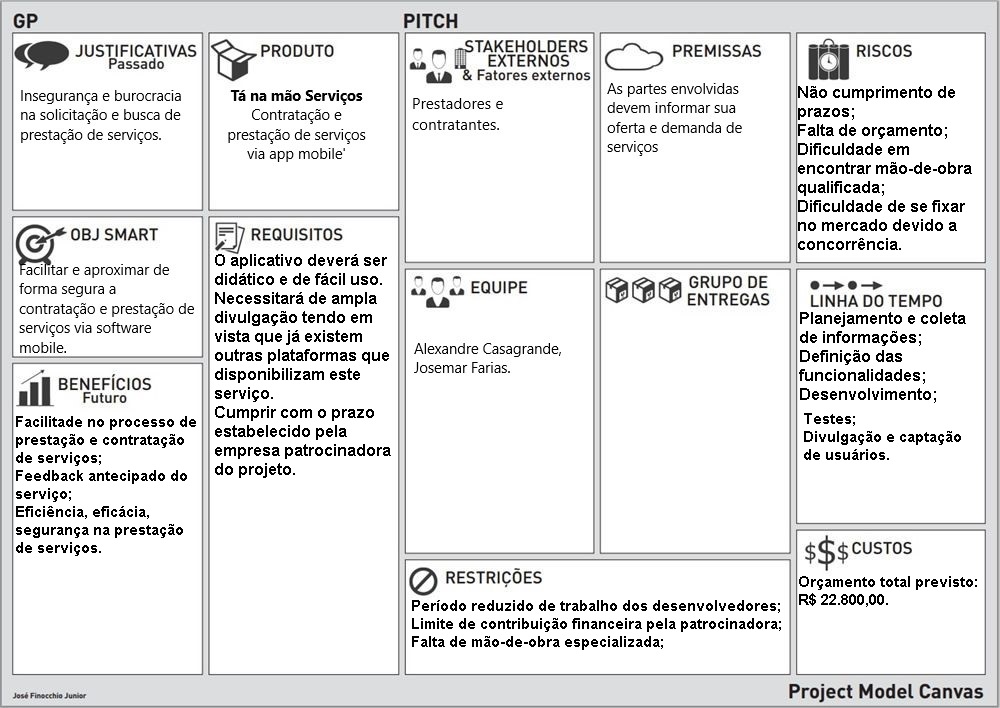 GP
PITCH
JUSTIFICATIVAS
Passado
Insegurança e burocracia
na solicitação e busca de
prestação de serviços.
PRODUTO
Tá na mão Serviços
Contratação e
prestação de serviços
via app mobile'
STAKEHOLDERS
EXTERNOS
& Fatores externos
Prestadores e
contratantes.
PREMISSAS
As partes envolvidas
devem informar sua
oferta e demanda de
serviços
RISCOS
Não cumprimento de
prazos;
Falta de orçamento;
Dificuldade em
encontrar mão-de-obra
qualificada;
Dificuldade de se fixar
no mercado devido a
concorrência.
OBJ SMART
Facilitar e aproximar de
forma segura a
contratação e prestação de
serviços via software
mobile.
REQUISITOS
O aplicativo deverá ser
didático e de fácil uso.
Necessitará de ampla
divulgação tendo em
vista que já existem
outras plataformas que
disponibilizam este
serviço.
Cumprir com o prazo
estabelecido pela
empresa patrocinadora
do projeto.
EQUIPE
Alexandre Casagrande,
Josemar Farias.
GRUPO DE
ENTREGAS
LINHA DO TEMPO
Planejamento e coleta
de informações;
Definição das
funcionalidades;
Desenvolvimento;
Testes;
Divulgação e captação
de usuários.
BENEFÍCIOS
Futuro
Facilitade no processo de
prestação e contratação
de serviços;
Feedback antecipado do
serviço;
Eficiência, eficácia,
segurança na prestação
de serviços.
RESTRIÇÕES
Período reduzido de trabalho dos desenvolvedores;
Limite de contribuição financeira pela patrocinadora;
Falta de mão-de-obra especializada;
$$$ CUSTOS
Orçamento total previsto:
R$ 22.800,00.
José Finocchio Junior
Project Model Canvas